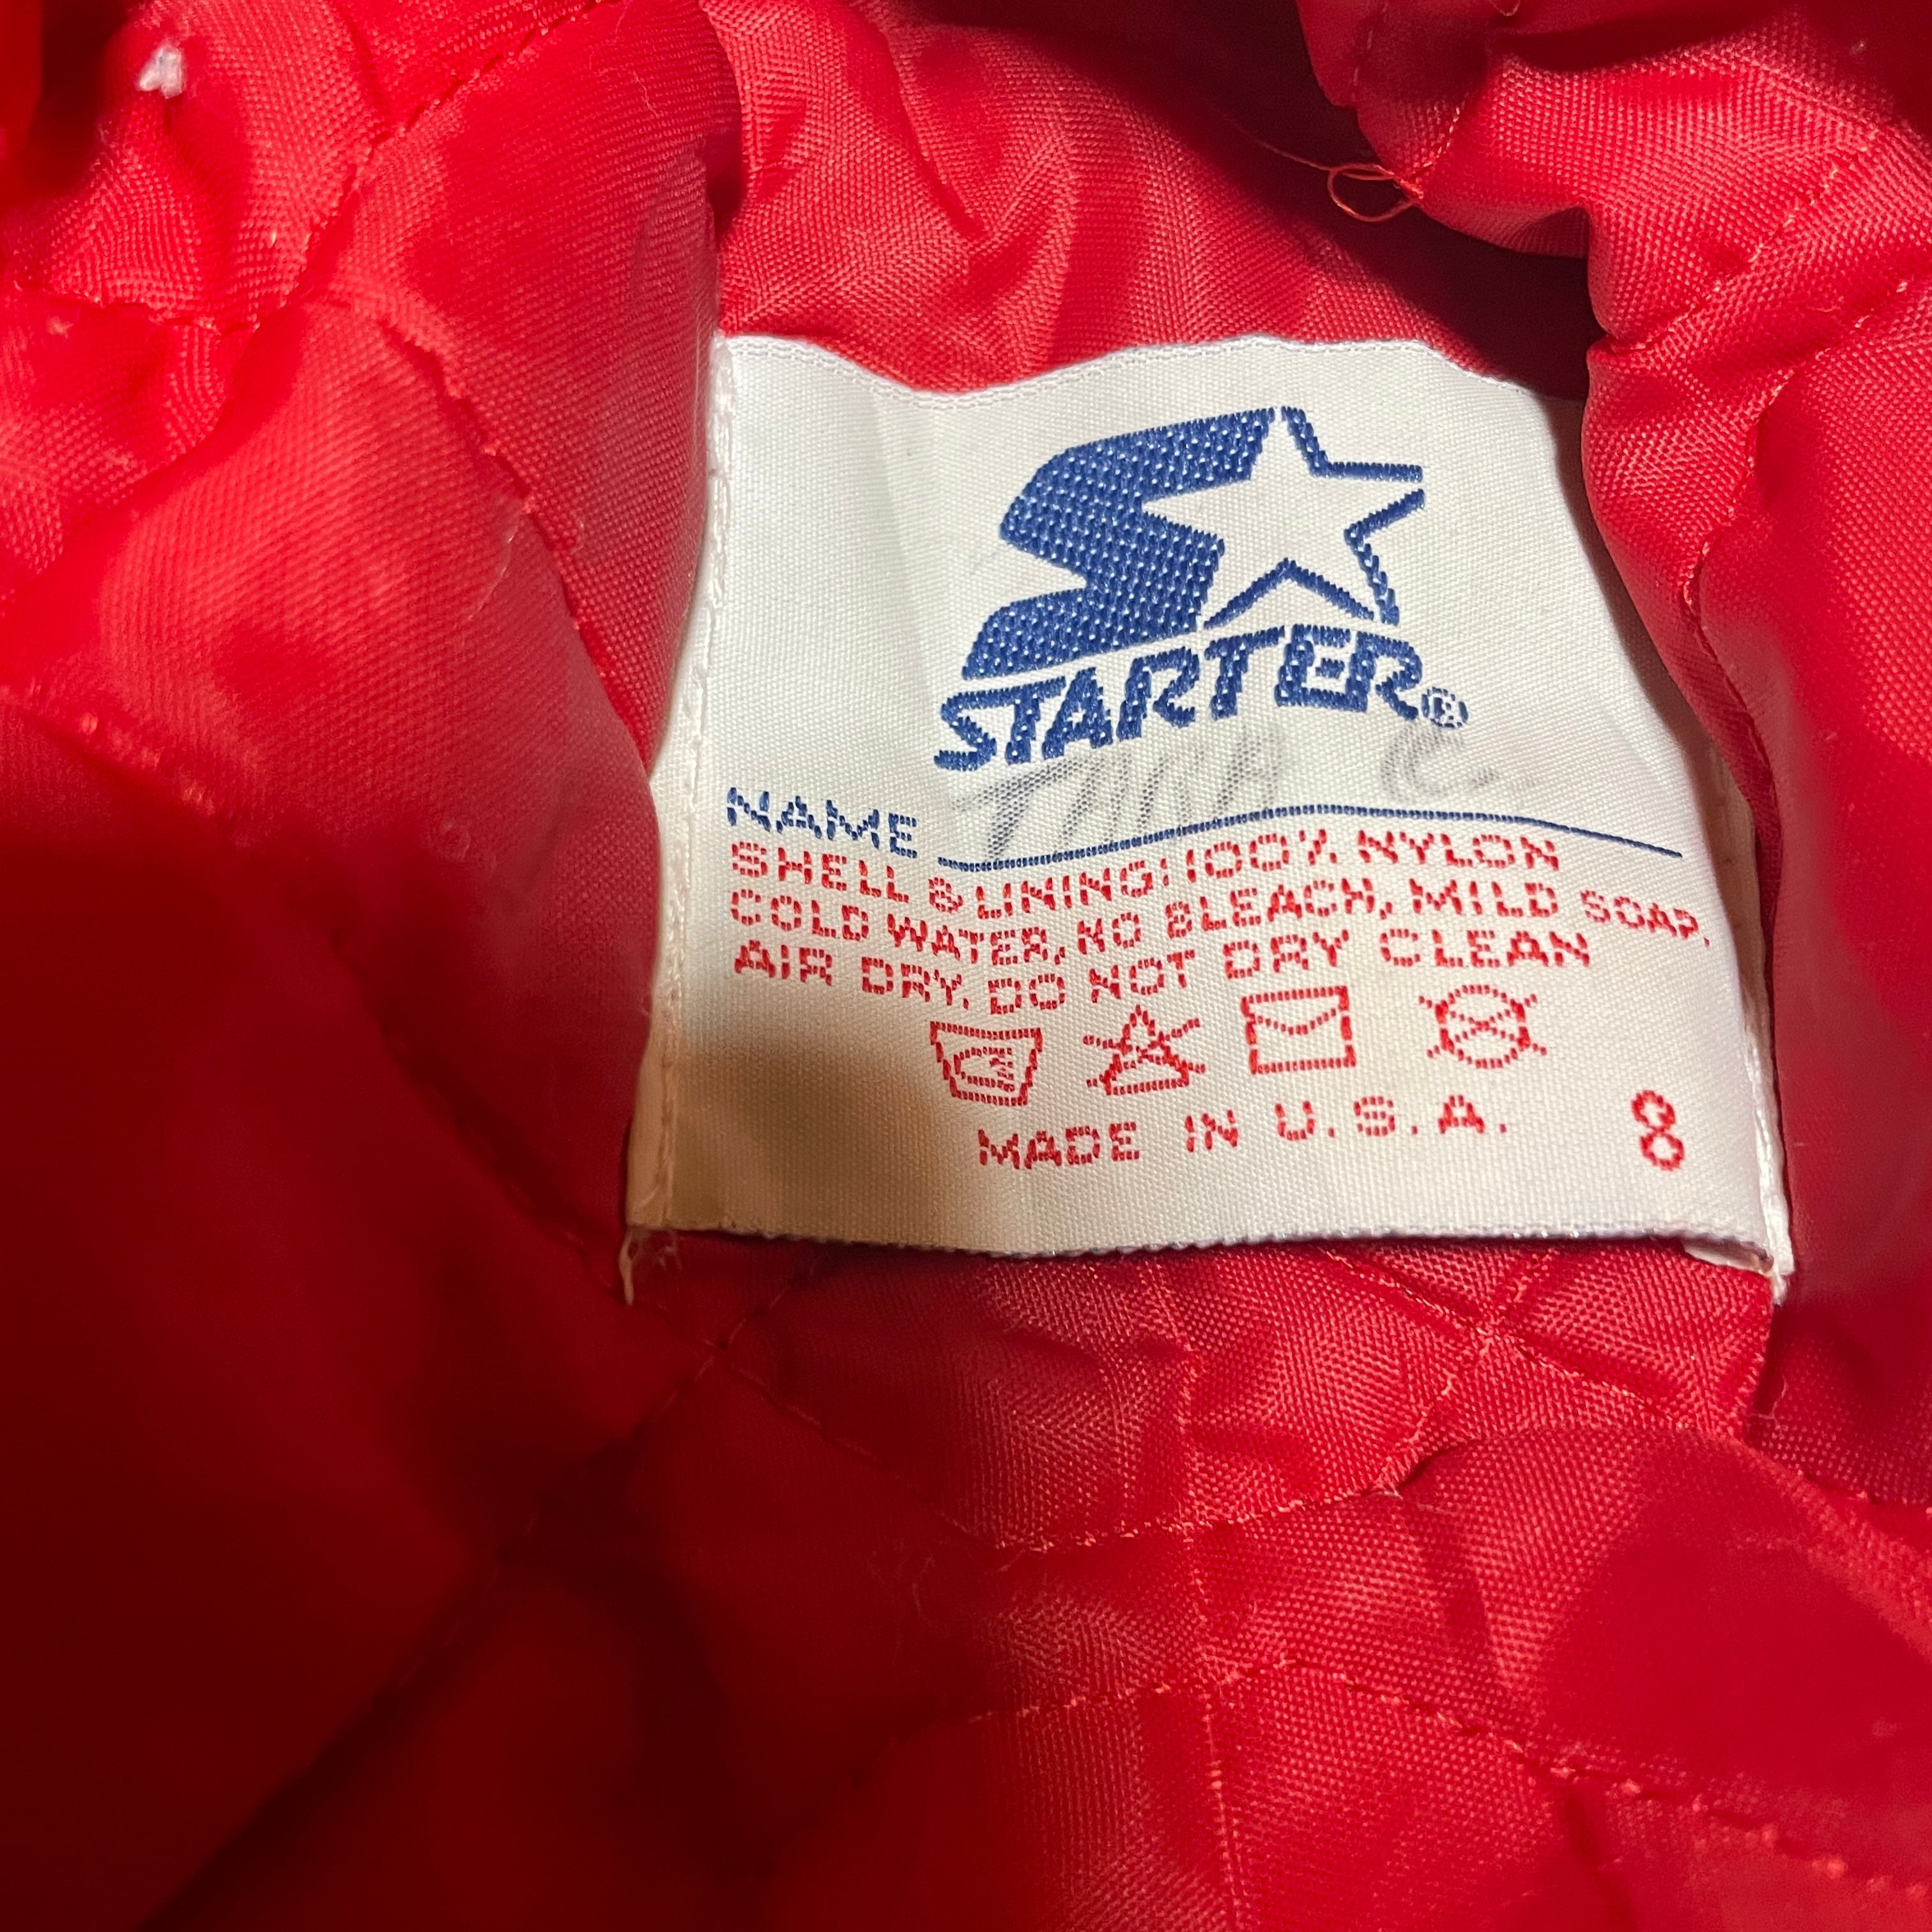 STARTER®
NAME TARA
SHELL & LINING: 100% NYLON
COLD WATER, NO BLEACH, MILD SOAP.
AIR DRY. DO NOT DRY CLEAN
MADE IN U.S.A. 8